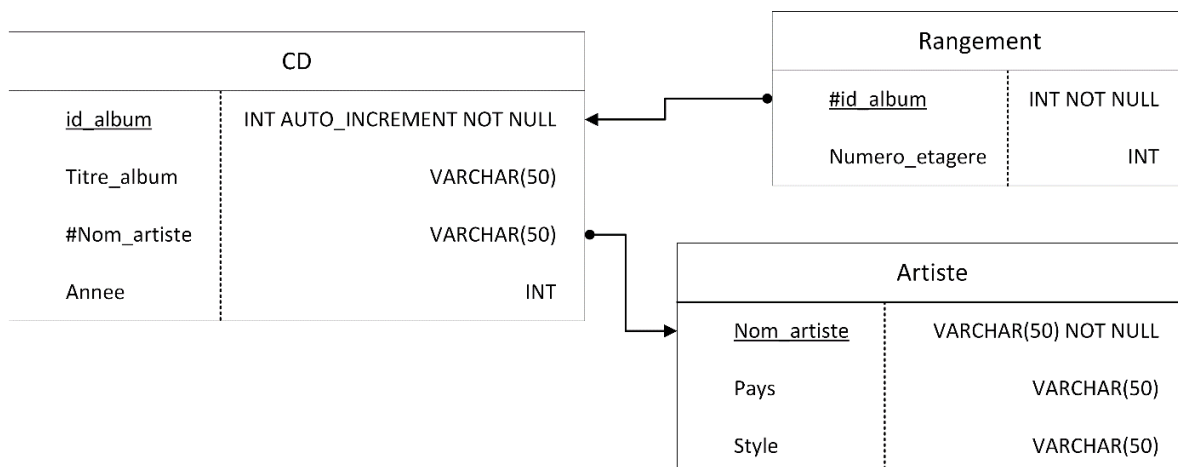 CD
id_album INT AUTO_INCREMENT NOT NULL
Titre_album VARCHAR(50)
#Nom_artiste VARCHAR(50)
Annee INT
Rangement
#id_album INT NOT NULL
Numero_etagere INT
Artiste
Nom_artiste VARCHAR(50) NOT NULL
Pays VARCHAR(50)
Style VARCHAR(50)